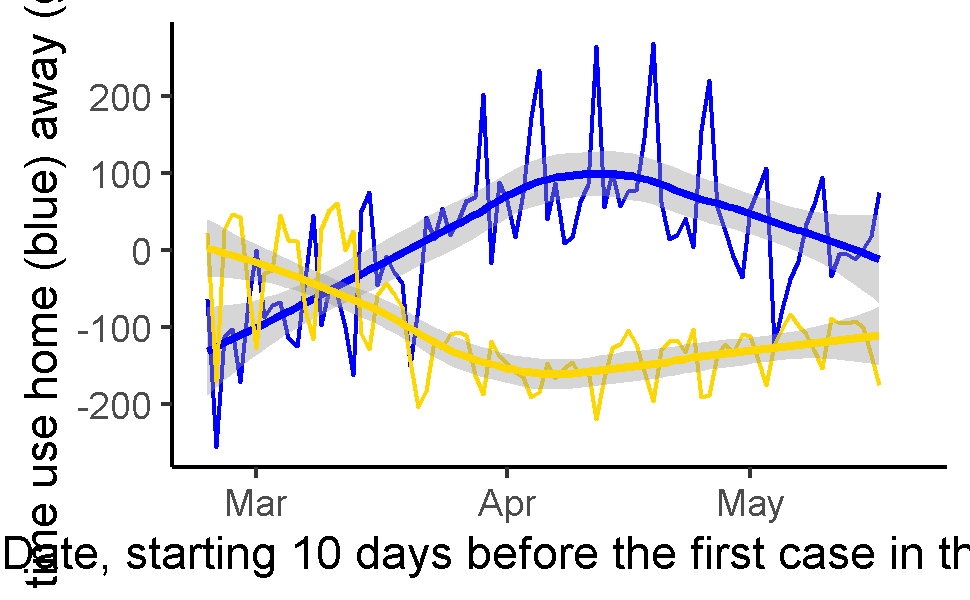 time use home (blue) away (
200
100
0
-100
-200
Mar Apr May
Date, starting 10 days before the first case in th